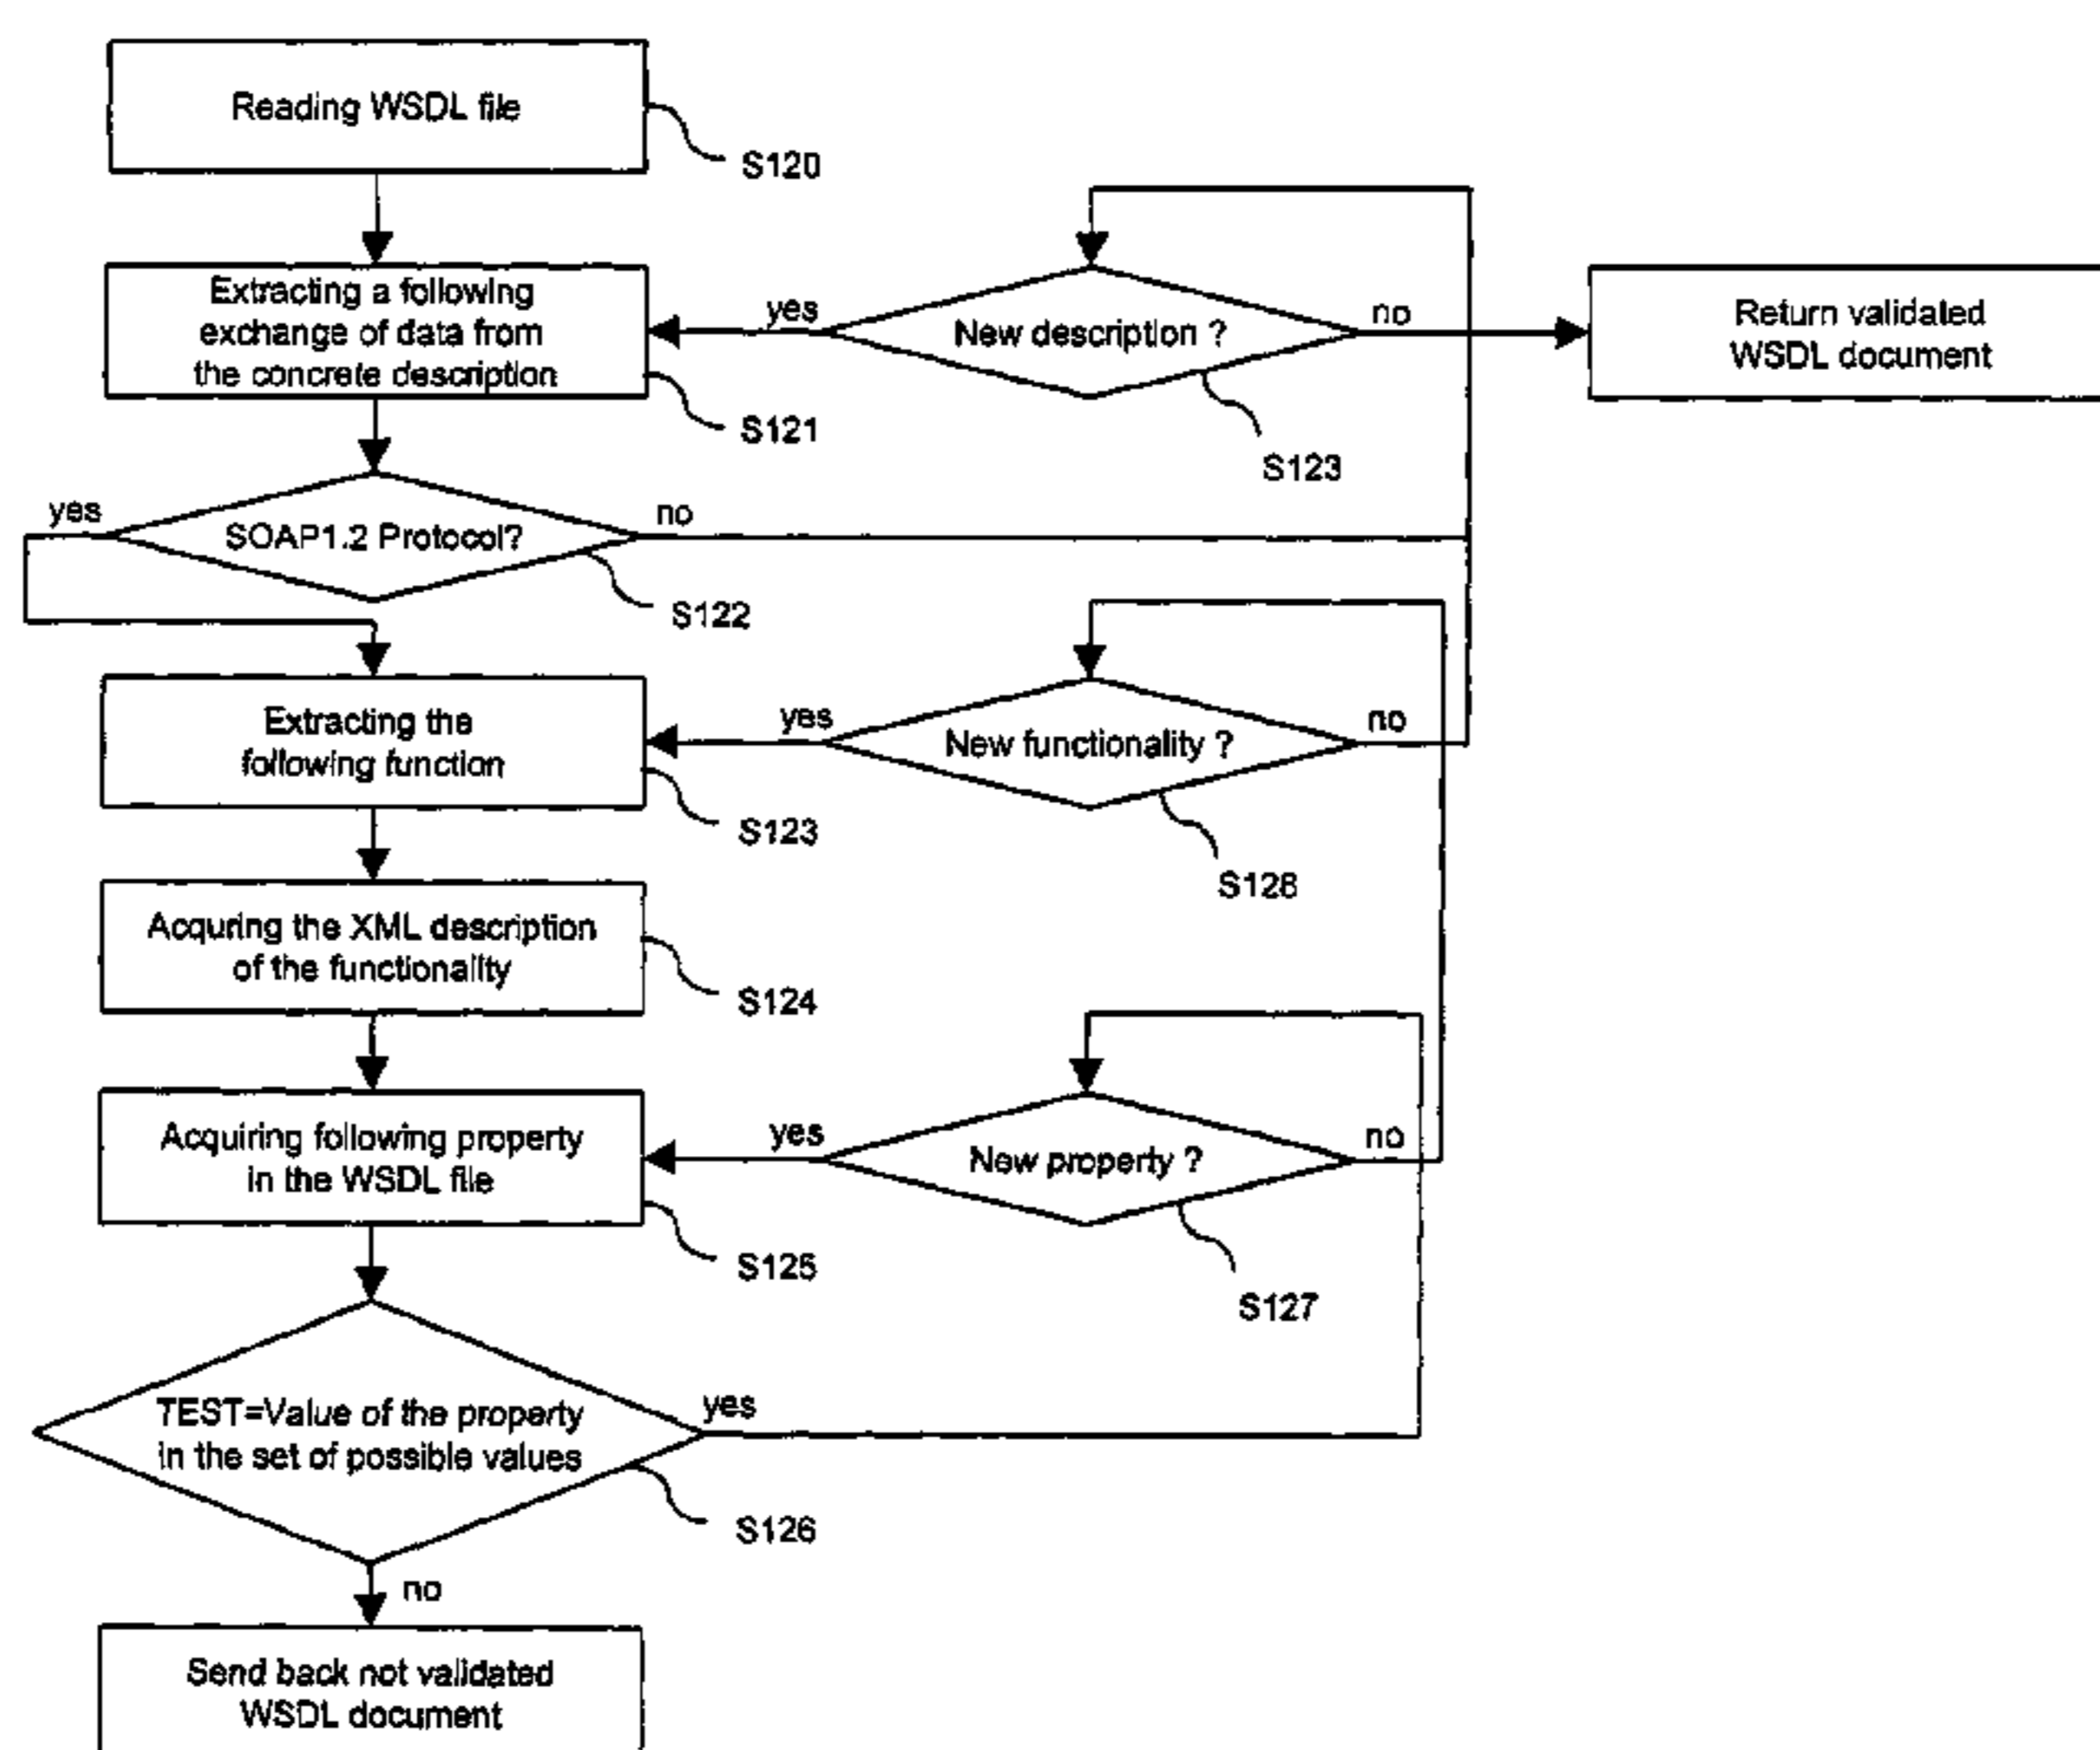 Reading WSDL file
S120
Extracting a following
exchange of data from
the concrete description
S121
yes
New description ?
no
S123
Return validated
WSDL document
yes
SOAP1.2 Protocol?
no
S122
Extracting the
following function
S123
yes
New functionality ?
no
S128
Acquring the XML description
of the functionality
S124
Acquiring following property
in the WSDL file
S125
yes
New property ?
no
S127
TEST=Value of the property
in the set of possible values
yes
S126
no
Send back not validated
WSDL document